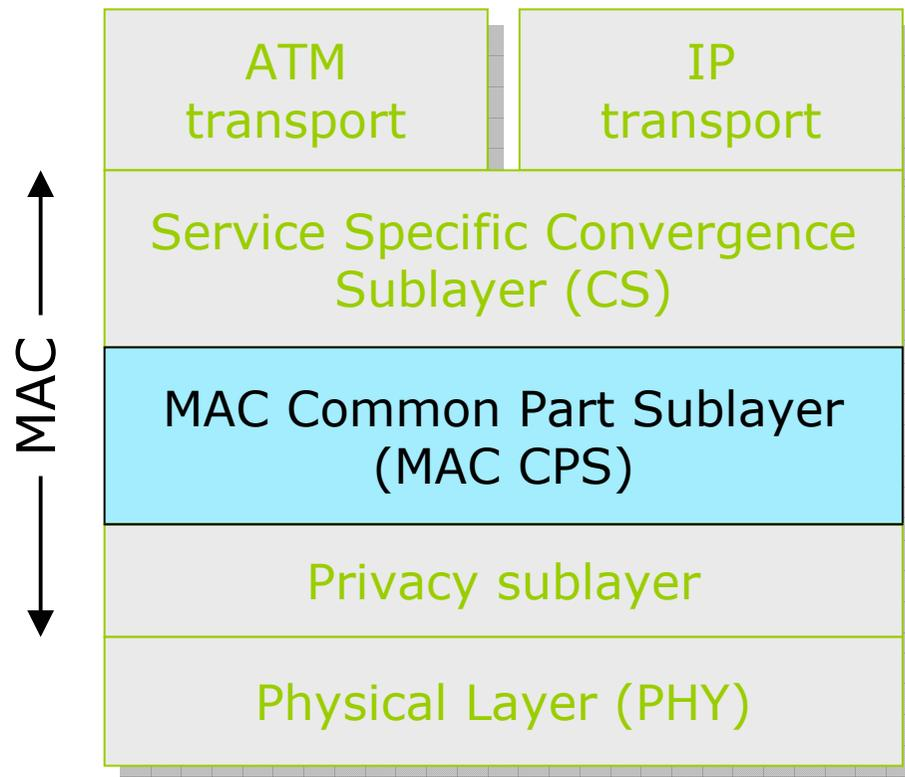 ATM
transport
IP
transport
Service Specific Convergence
Sublayer (CS)
MAC
MAC Common Part Sublayer
(MAC CPS)
Privacy sublayer
Physical Layer (PHY)